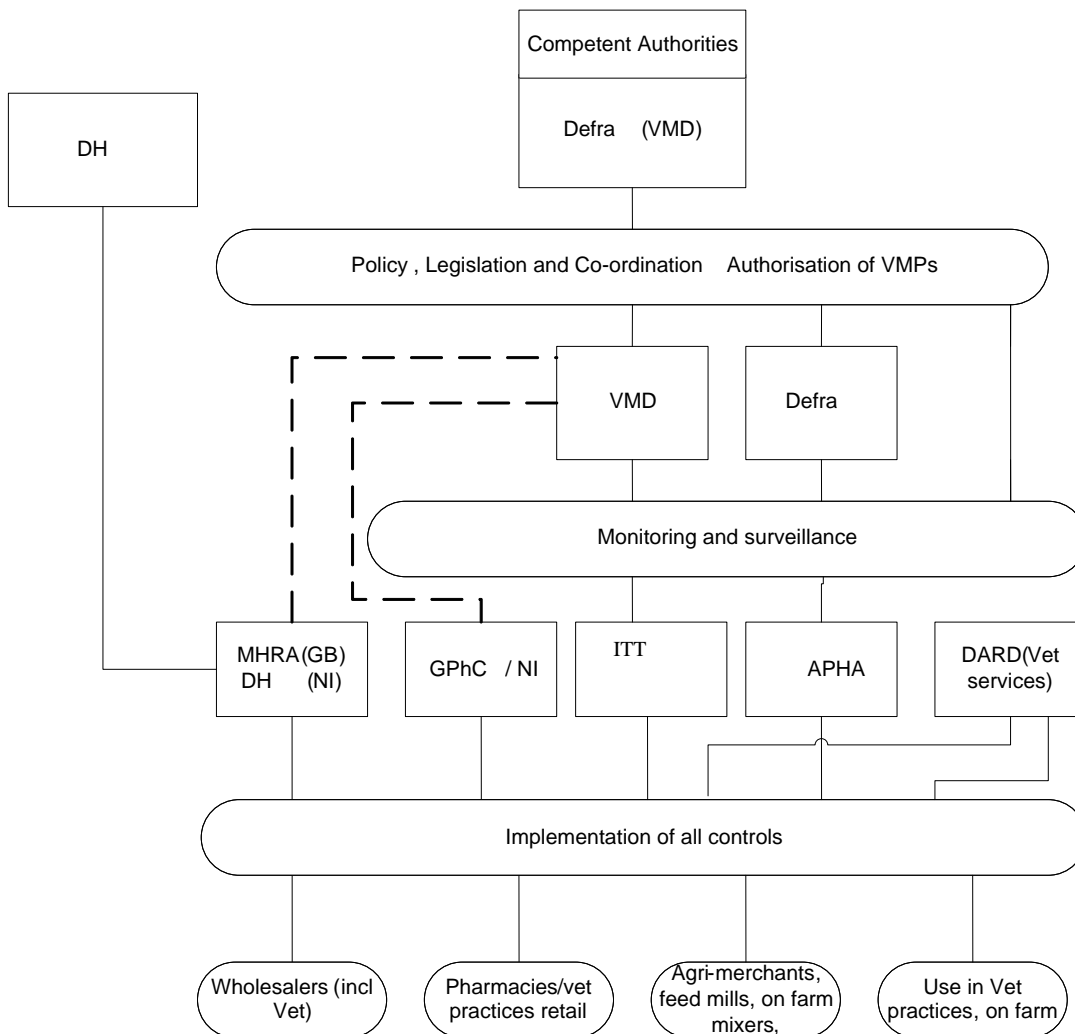 Competent Authorities
DH
Defra (VMD)
Policy , Legislation and Co-ordination Authorisation of VMPs
VMD
Defra
Monitoring and surveillance
MHRA(GB)
DH (NI)
GPhC / NI
ITT
APHA
DARD(Vet
services)
Implementation of all controls
Wholesalers (incl
Vet)
Pharmacies/vet
practices retail
Agri-merchants,
feed mills, on farm
mixers,
Use in Vet
practices, on farm